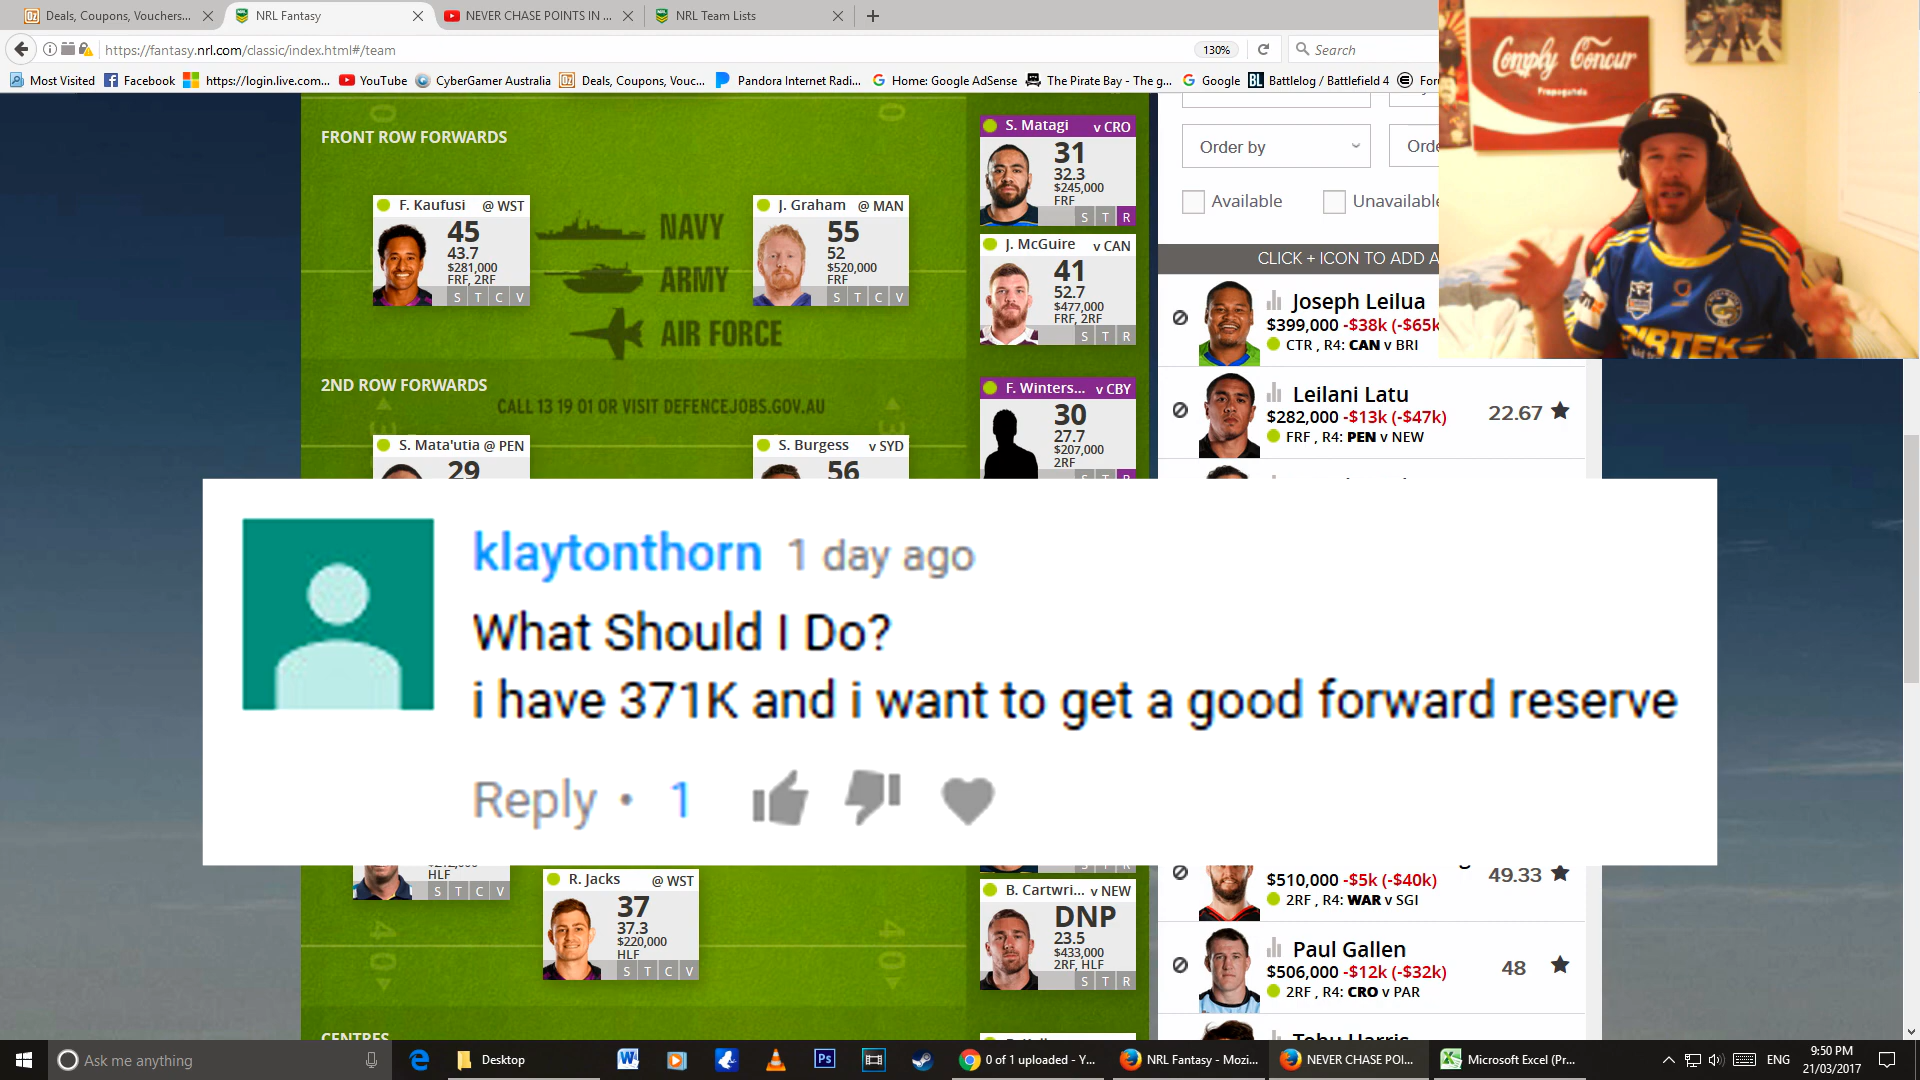 Deals, Coupons, Vouchers...
NRL Fantasy
NEVER CHASE POINTS IN ...
NRL Team Lists
https://fantasy.nrl.com/classic/index.html#/team
130%
Search
Most Visited
Facebook
https://login.live.com...
YouTube
CyberGamer Australia
Deals, Coupons, Vouc...
Pandora Internet Radi...
Home: Google AdSense
The Pirate Bay - The g...
Google
Battlelog / Battlefield 4
For
Comply Concur
Propaganda
FRONT ROW FORWARDS
F. Kaufusi @ WST
45
43.7
$281,000
FRF, 2RF
S T C V
NAVY
ARMY
AIR FORCE
J. Graham @ MAN
55
52
$520,000
FRF
S T C V
S. Matagi v CRO
31
32.3
$245,000
FRF
S T R
J. McGuire v CAN
41
52.7
$477,000
FRF, 2RF
S T R
2ND ROW FORWARDS
CALL 13 19 01 OR VISIT DEFENCEJOBS.GOV.AU
S. Mata'utia @ PEN
29
S. Burgess v SYD
56
F. Winters... v CBY
30
27.7
$207,000
2RF
Order by
Orde
Available
Unavailabl
CLICK + ICON TO ADD A
Joseph Leilua
$399,000 -$38k (-$65k
CTR , R4: CAN v BRI
Leilani Latu
$282,000 -$13k (-$47k)
FRF , R4: PEN v NEW
22.67
klaytonthorn 1 day ago
What Should I Do?
i have 371K and i want to get a good forward reserve
Reply • 1
HLF
S T C V
R. Jacks @ WST
37
37.3
$220,000
HLF
S T C V
B. Cartwri... v NEW
DNP
23.5
$433,000
2RF, HLF
S T R
$510,000 -$5k (-$40k)
2RF , R4: WAR v SGI
49.33
Paul Gallen
$506,000 -$12k (-$32k)
2RF , R4: CRO v PAR
48
CENTRES
Ask me anything
Desktop
0 of 1 uploaded - Y...
NRL Fantasy - Mozi...
NEVER CHASE POI...
Microsoft Excel (Pr...
ENG
9:50 PM
21/03/2017